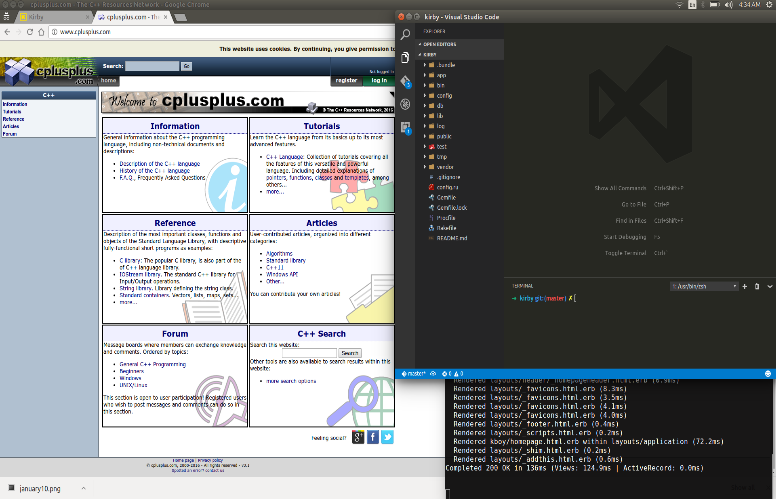 cplusplus.com - The C++ Resources Network - Google Chrome
kirby - Visual Studio Code
En
4:34 AM
Kirby
cplusplus.com - The
www.cplusplus.com
This website uses cookies. By continuing, you give permission to
cplusplus
.com
Search:
Go
Not logged in
home
register
log in
C++
Information
Tutorials
Reference
Articles
Forum
Welcome to cplusplus.com
© The C++ Resources Network, 2016
Information
General information about the C++ programming
language, including non-technical documents and
descriptions:
Description of the C++ language
History of the C++ language
F.A.Q., Frequently Asked Questions
Tutorials
Learn the C++ language from its basics up to its most
advanced features.
C++ Language: Collection of tutorials covering all
the features of this versatile and powerful
language. Including detailed explanations of
pointers, functions, classes and templates, among
others...
more...
Reference
Description of the most important classes, functions and
objects of the Standard Language Library, with descriptive
fully-functional short programs as examples:
C library: The popular C library, is also part of the
of C++ language library.
IOStream library. The standard C++ library for
Input/Output operations.
String library. Library defining the string class.
Standard containers. Vectors, lists, maps, sets...
more...
Articles
User-contributed articles, organized into different
categories:
Algorithms
Standard library
C++11
Windows API
Other...
You can contribute your own articles!
Forum
Message boards where members can exchange knowledge
and comments. Ordered by topics:
General C++ Programming
Beginners
Windows
UNIX/Linux
This section is open to user participation! Registered users
who wish to post messages and comments can do so in
this section.
C++ Search
Search this website:
Search
Other tools are also available to search results within this
website:
more search options
Feeling social?
Home page | Privacy policy
© cplusplus.com, 2000-2016 - All rights reserved - v3.1
Spotted an error? contact us
january10.png
EXPLORER
OPEN EDITORS
KIRBY
.bundle
app
bin
config
db
lib
log
public
test
tmp
vendor
.gitignore
config.ru
Gemfile
Gemfile.lock
Procfile
Rakefile
README.md
Show All Commands Ctrl+Shift+P
Go to File Ctrl+P
Find in Files Ctrl+Shift+F
Start Debugging F5
Toggle Terminal Ctrl+`
TERMINAL
1: /usr/bin/zsh
→ kirby git:(master) ✗
master*
0 0
Rendered layouts/header/_homepageheader.html.erb (6.9ms)
Rendered layouts/_favicons.html.erb (8.3ms)
Rendered layouts/_favicons.html.erb (3.5ms)
Rendered layouts/_favicons.html.erb (4.1ms)
Rendered layouts/_favicons.html.erb (4.0ms)
Rendered layouts/_footer.html.erb (0.4ms)
Rendered layouts/_scripts.html.erb (0.2ms)
Rendered kboy/homepage.html.erb within layouts/application (72.2ms)
Rendered layouts/_shim.html.erb (0.2ms)
Rendered layouts/_addthis.html.erb (0.6ms)
Completed 200 OK in 136ms (Views: 124.9ms | ActiveRecord: 0.0ms)